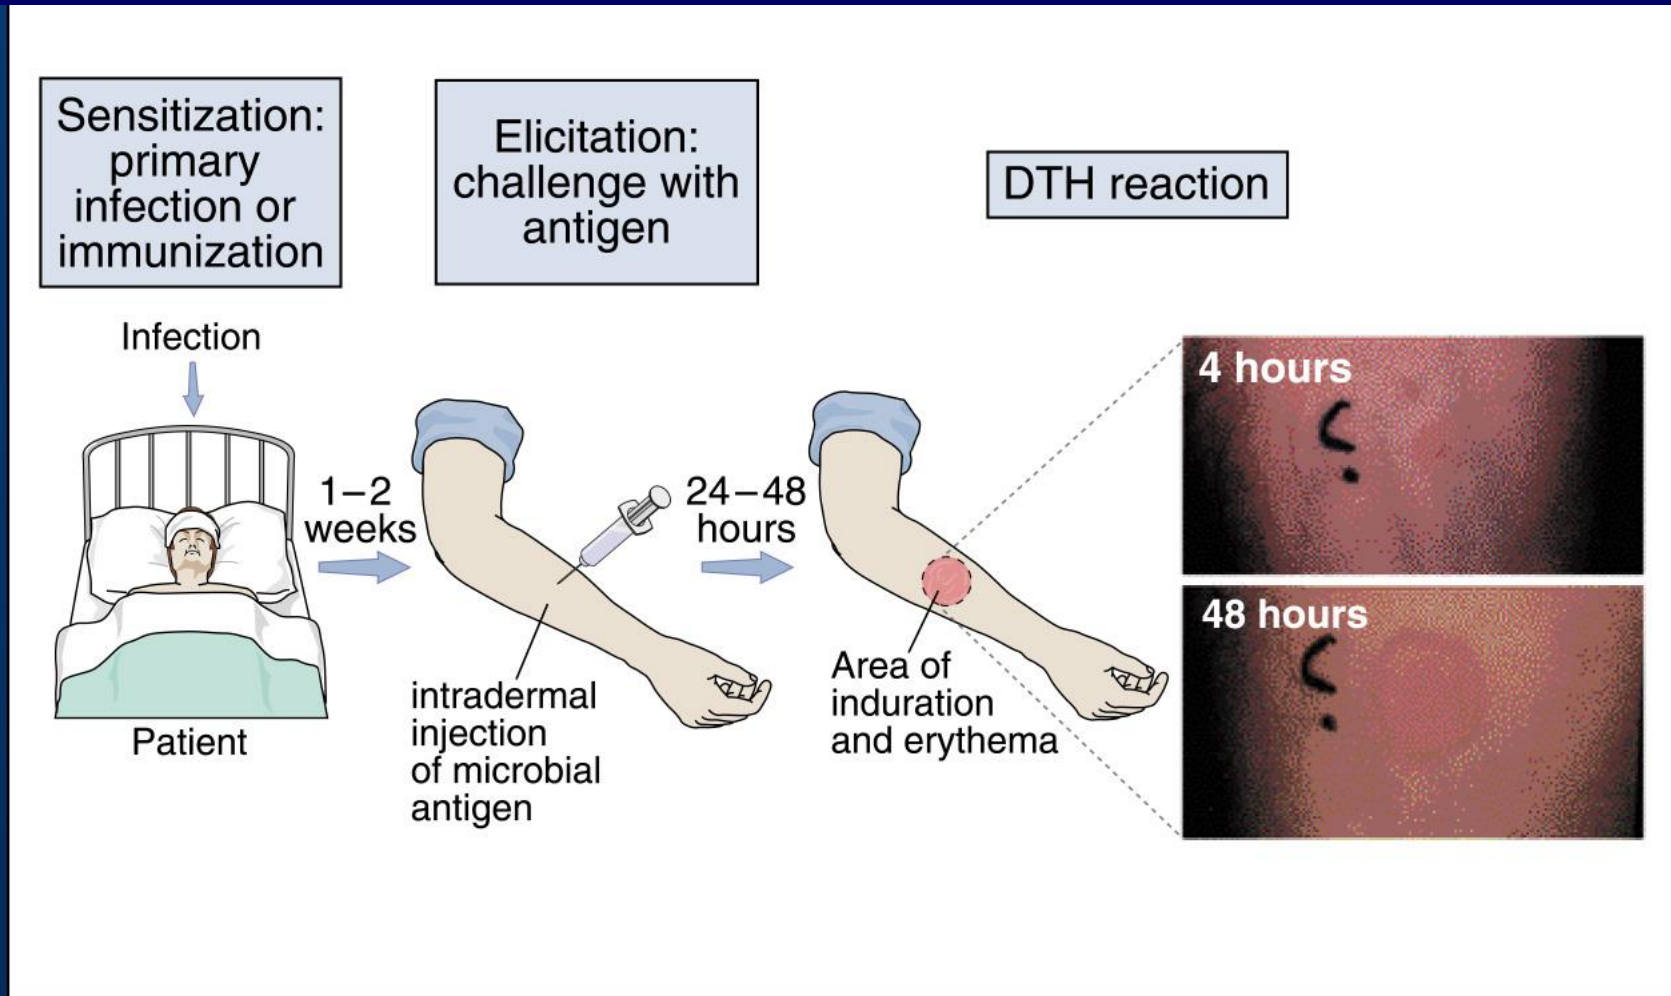 Sensitization:
primary
infection or
immunization
Elicitation:
challenge with
antigen
DTH reaction
Infection
Patient
1–2
weeks
intradermal
injection
of microbial
antigen
24–48
hours
Area of
induration
and erythema
4 hours
48 hours